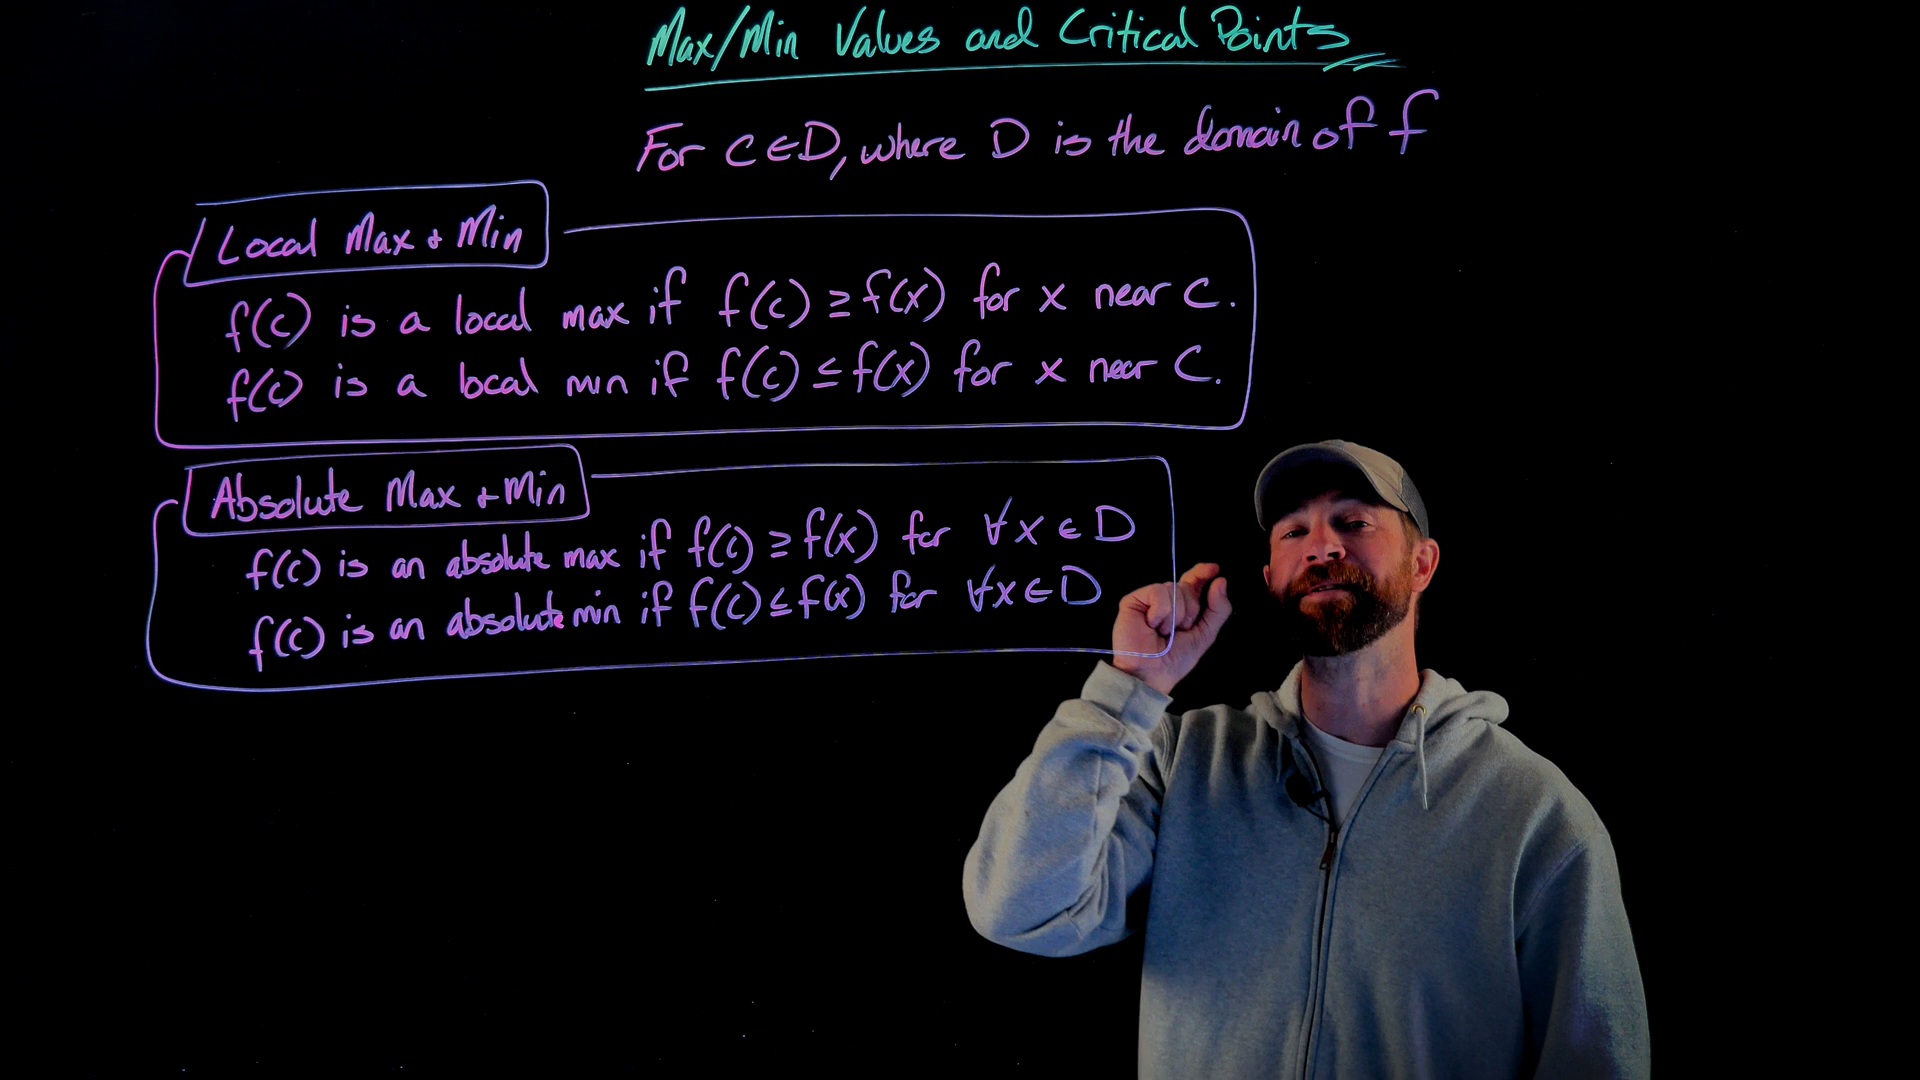 Max/Min Values and Critical Points
For c∈D, where D is the domain of f
Local Max & Min
f(c) is a local max if f(c) ≥ f(x) for x near c.
f(c) is a local min if f(c) ≤ f(x) for x near c.
Absolute Max & Min
f(c) is an absolute max if f(c) ≥ f(x) for ∀x ∈ D
f(c) is an absolute min if f(c) ≤ f(x) for ∀x ∈ D